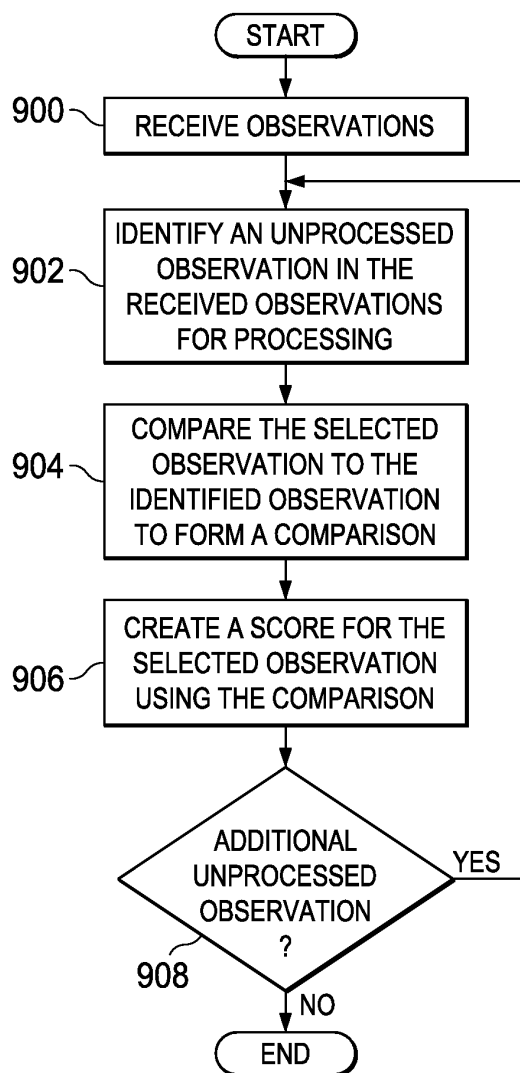 START
900
RECEIVE OBSERVATIONS
902
IDENTIFY AN UNPROCESSED
OBSERVATION IN THE
RECEIVED OBSERVATIONS
FOR PROCESSING
904
COMPARE THE SELECTED
OBSERVATION TO THE
IDENTIFIED OBSERVATION
TO FORM A COMPARISON
906
CREATE A SCORE FOR THE
SELECTED OBSERVATION
USING THE COMPARISON
ADDITIONAL
UNPROCESSED
OBSERVATION
?
YES
908
NO
END